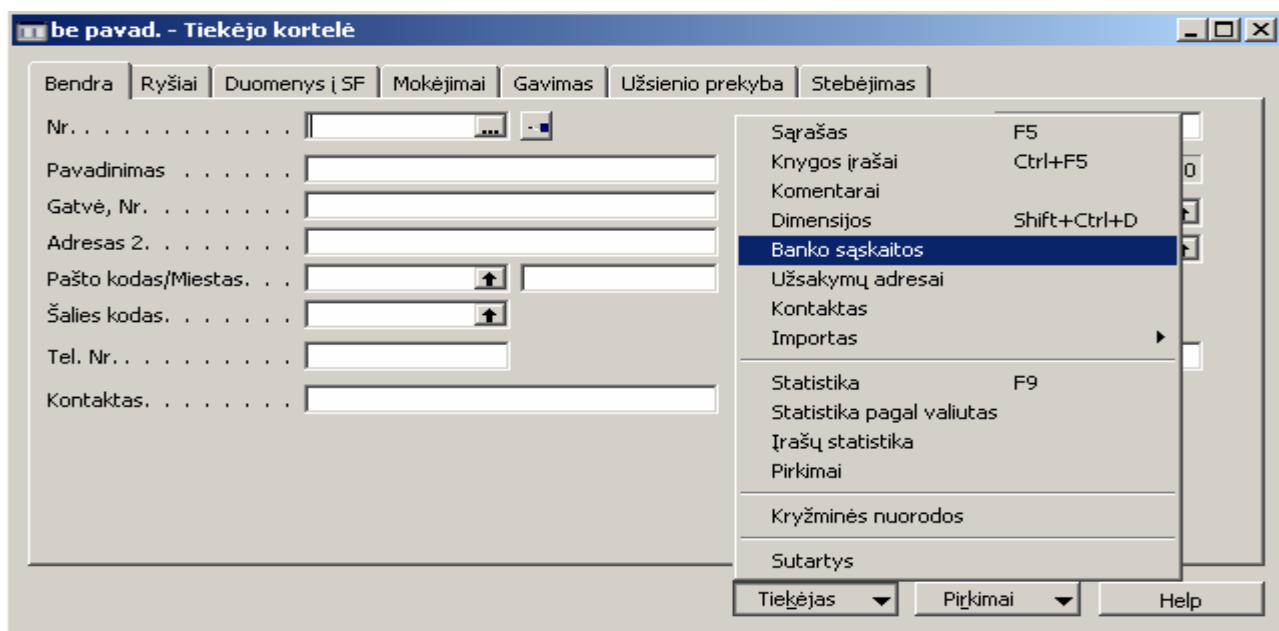 be pavad. - Tiekėjo kortelė
Bendra Ryšiai Duomenys į SF Mokėjimai Gavimas Užsienio prekyba Stebėjimas
Nr. . . . . . . . . . . . ...
Pavadinimas . . . . . .
Gatvė, Nr. . . . . . . .
Adresas 2. . . . . . . .
Pašto kodas/Miestas. . .
Šalies kodas. . . . . . .
Tel. Nr. . . . . . . . . .
Kontaktas. . . . . . . .
0
Sąrašas F5
Knygos įrašai Ctrl+F5
Komentarai
Dimensijos Shift+Ctrl+D
Banko sąskaitos
Užsakymų adresai
Kontaktas
Importas
Statistika F9
Statistika pagal valiutas
Įrašų statistika
Pirkimai
Kryžminės nuorodos
Sutartys
Tiekėjas Pirkimai Help